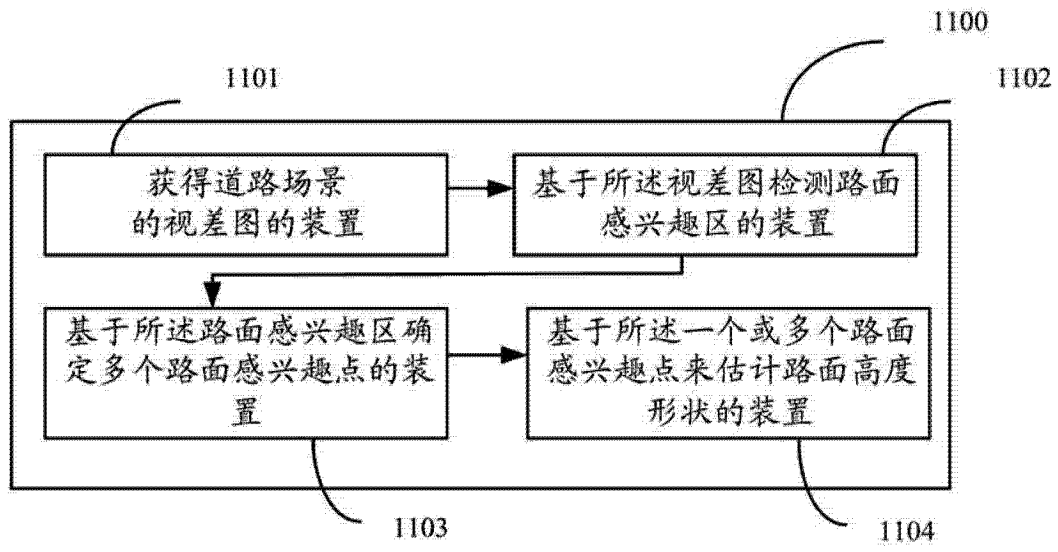 1100
1101
1102
获得道路场景
的视差图的装置
基于所述视差图检测路面
感兴趣区的装置
基于所述路面感兴趣区确
定多个路面感兴趣点的装
置
基于所述一个或多个路面
感兴趣点来估计路面高度
形状的装置
1103
1104